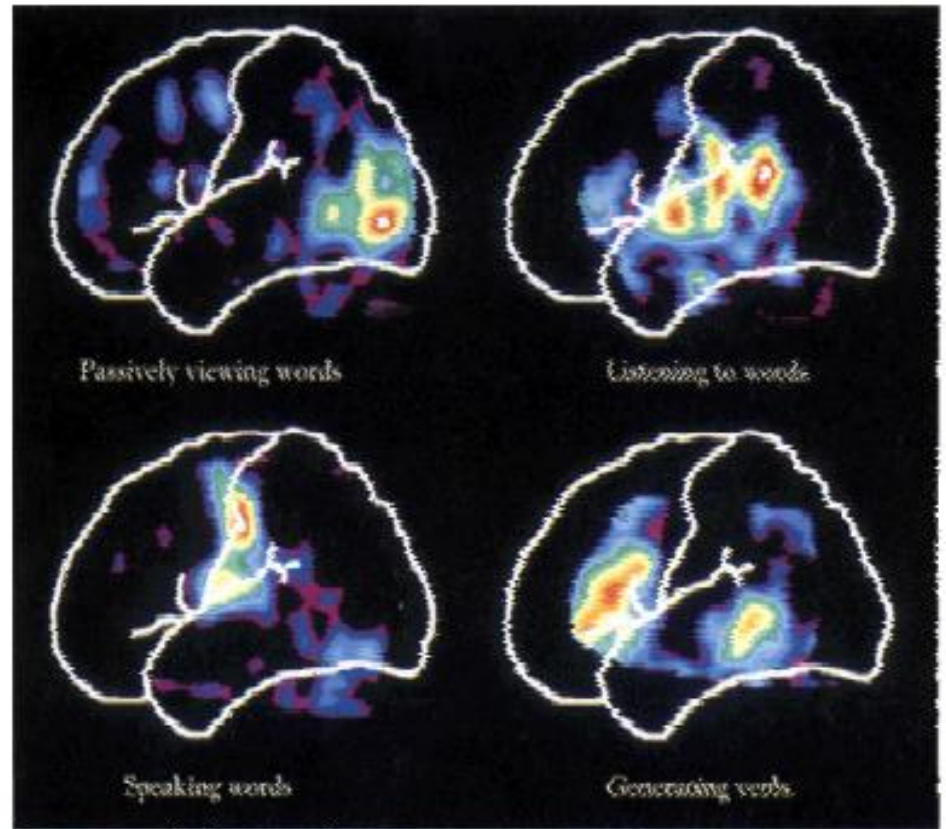 Passively viewing words
Listening to words
Speaking words
Generating verbs